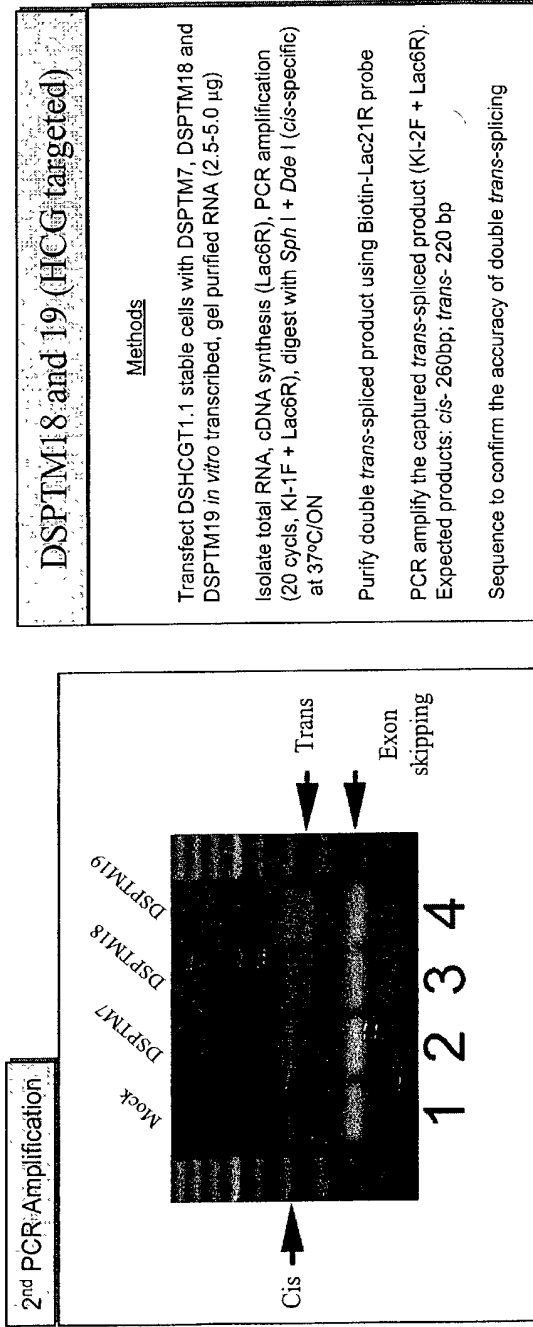 DSPTM18 and 19 (HCG targeted)
Methods
Transfect DSHCGT1.1 stable cells with DSPTM7, DSPTM18 and
DSPTM19 in vitro transcribed, gel purified RNA (2.5-5.0 µg)
Isolate total RNA, cDNA synthesis (Lac6R), PCR amplification
(20 cycls, KI-1F + Lac6R), digest with Sph I + Dde I (cis-specific)
at 37ºC/ON
Purify double trans-spliced product using Biotin-Lac21R probe
PCR amplify the captured trans-spliced product (KI-2F + Lac6R).
Expected products: cis- 260bp; trans- 220 bp
Sequence to confirm the accuracy of double trans-splicing
2nd PCR Amplification
Mock
DSPTM7
DSPTM18
DSPTM19
Cis
Trans
Exon
skipping
1 2 3 4